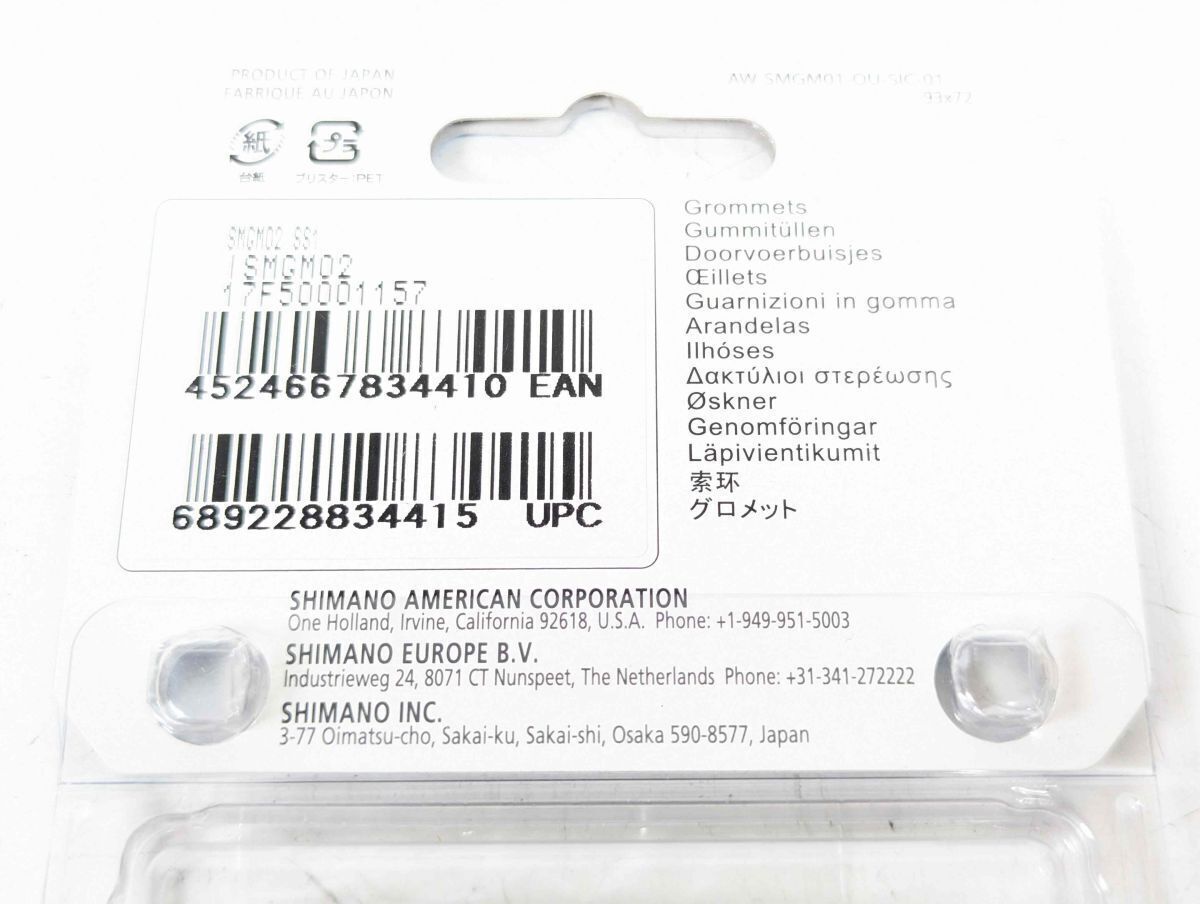 PRODUCT OF JAPAN
FABRIQUE AU JAPON
AW SMGM01-OU-SIC-01
93x72
紙
プラ
台紙
ブリスター:PET
SMGM02 SS1
ISMGM02
17F50001157
4524667834410 EAN
689228834415 UPC
Grommets
Gummitüllen
Doorvoerbuisjes
Œillets
Guarnizioni in gomma
Arandelas
Ilhóses
Δακτύλιοι στερέωσης
Øskner
Genomföringar
Läpivientikumit
索环
グロメット
SHIMANO AMERICAN CORPORATION
One Holland, Irvine, California 92618, U.S.A. Phone: +1-949-951-5003
SHIMANO EUROPE B.V.
Industrieweg 24, 8071 CT Nunspeet, The Netherlands Phone: +31-341-272222
SHIMANO INC.
3-77 Oimatsu-cho, Sakai-ku, Sakai-shi, Osaka 590-8577, Japan